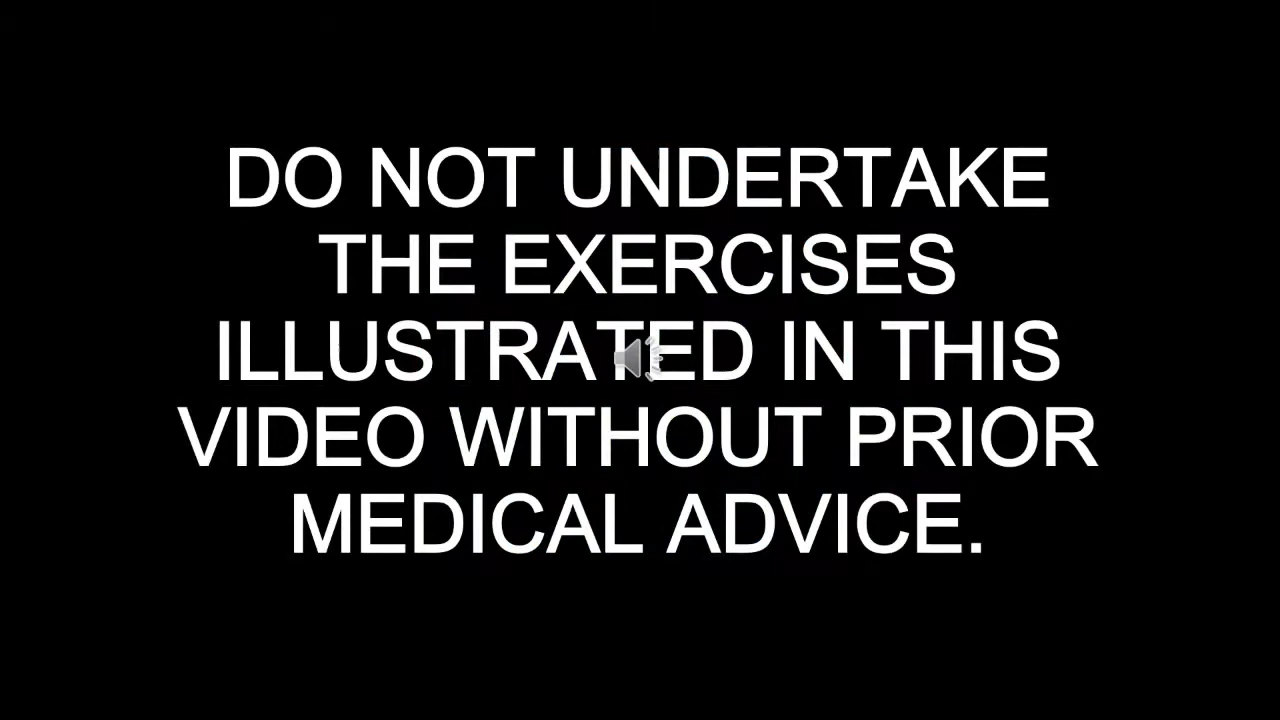 DO NOT UNDERTAKE
THE EXERCISES
ILLUSTRATED IN THIS
VIDEO WITHOUT PRIOR
MEDICAL ADVICE.